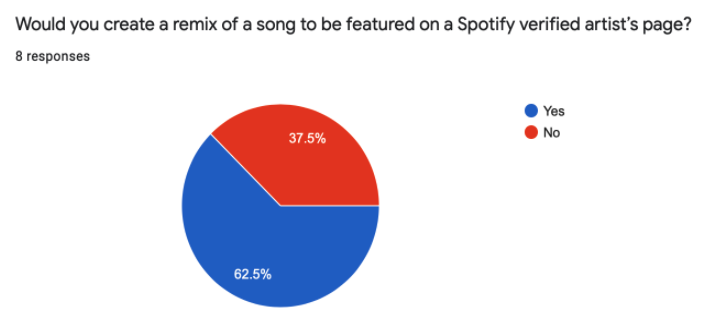 Would you create a remix of a song to be featured on a Spotify verified artist’s page?
8 responses
Yes
No
37.5%
62.5%